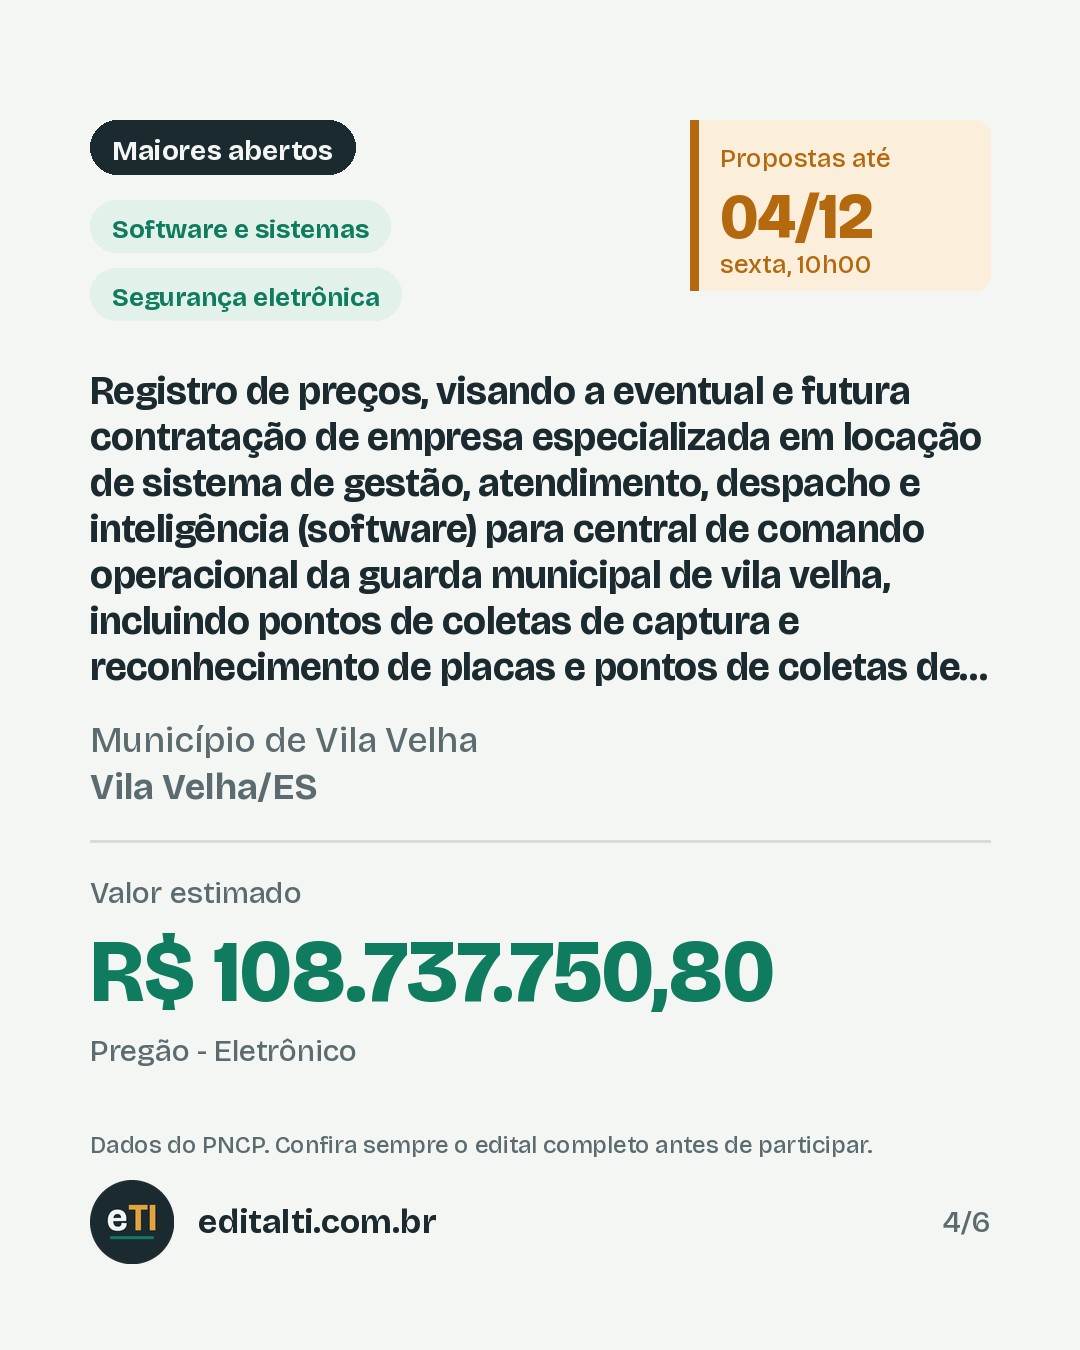 Maiores abertos
Software e sistemas
Segurança eletrônica
Propostas até
04/12
sexta, 10h00
Registro de preços, visando a eventual e futura
contratação de empresa especializada em locação
de sistema de gestão, atendimento, despacho e
inteligência (software) para central de comando
operacional da guarda municipal de vila velha,
incluindo pontos de coletas de captura e
reconhecimento de placas e pontos de coletas de...
Município de Vila Velha
Vila Velha/ES
Valor estimado
R$ 108.737.750,80
Pregão - Eletrônico
Dados do PNCP. Confira sempre o edital completo antes de participar.
eTI
editalti.com.br
4/6